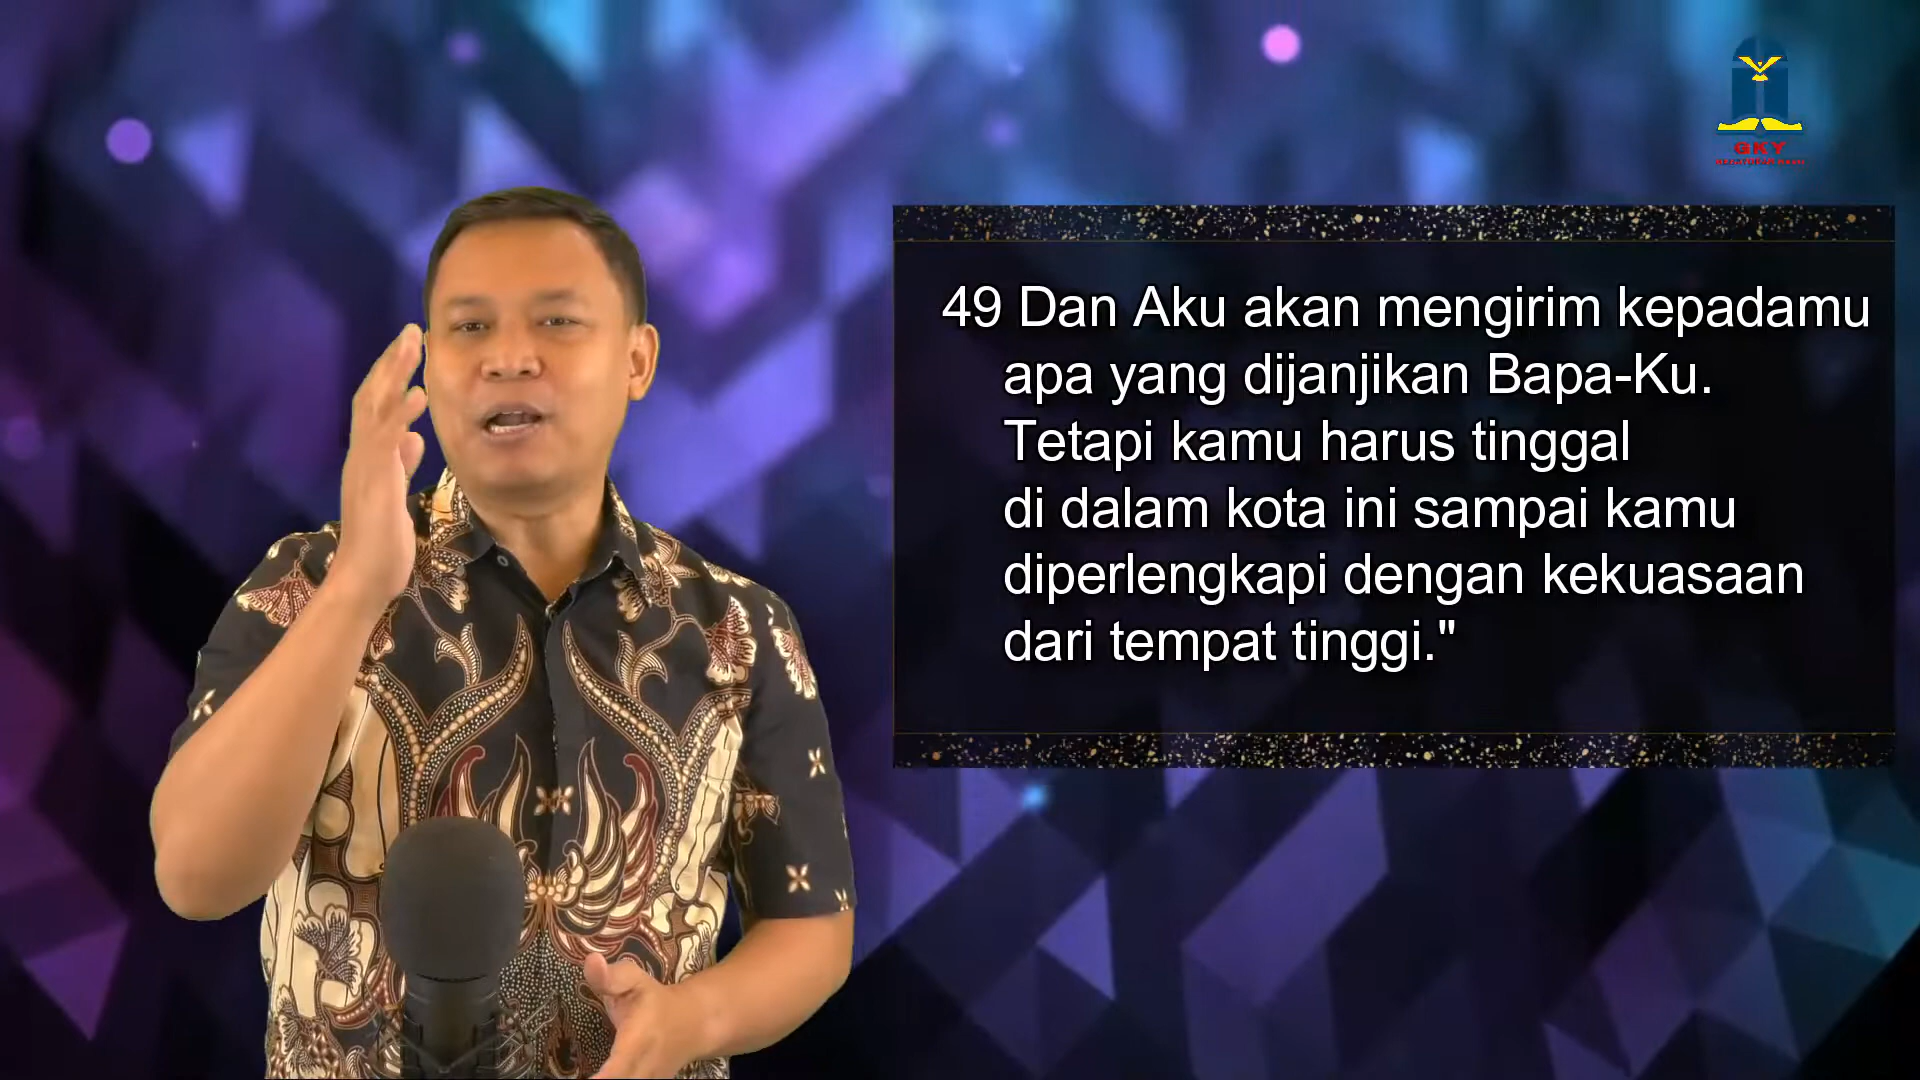 GKY
49 Dan Aku akan mengirim kepadamu
apa yang dijanjikan Bapa-Ku.
Tetapi kamu harus tinggal
di dalam kota ini sampai kamu
diperlengkapi dengan kekuasaan
dari tempat tinggi."